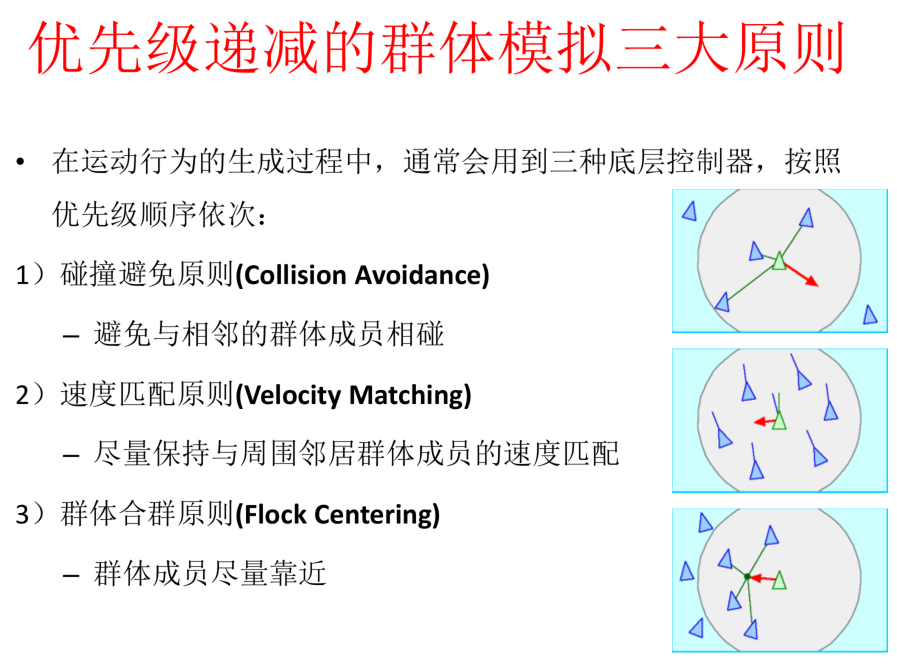 优先级递减的群体模拟三大原则
• 在运动行为的生成过程中，通常会用到三种底层控制器，按照
优先级顺序依次：
1）碰撞避免原则(Collision Avoidance)
– 避免与相邻的群体成员相碰
2）速度匹配原则(Velocity Matching)
– 尽量保持与周围邻居群体成员的速度匹配
3）群体合群原则(Flock Centering)
– 群体成员尽量靠近